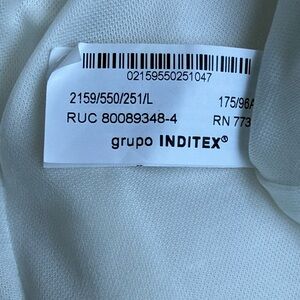 02159550251047
2159/550/251/L 175/96A
RUC 80089348-4 RN 773
grupo INDITEX®